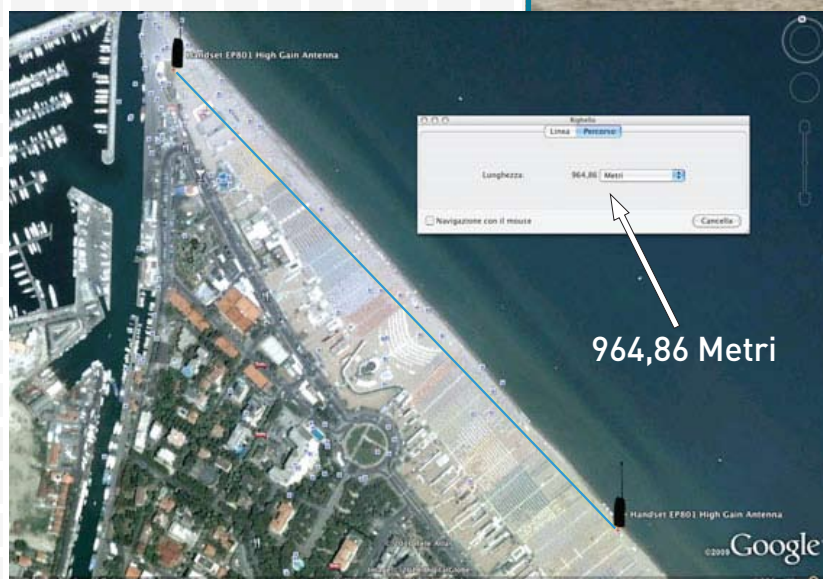 Handset EP801 High Gain Antenna
Righello
Linea Percorso
Lunghezza: 964,86 Metri
Navigazione con il mouse
Cancella
964,86 Metri
Handset EP801 High Gain Antenna
©2009 Google